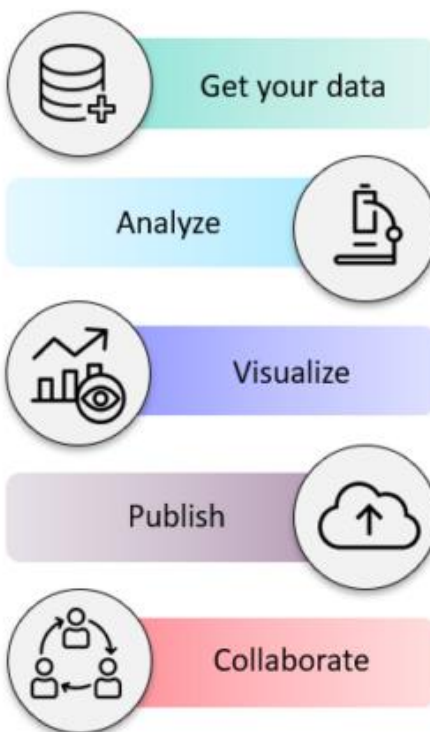 Get your data
Analyze
Visualize
Publish
Collaborate